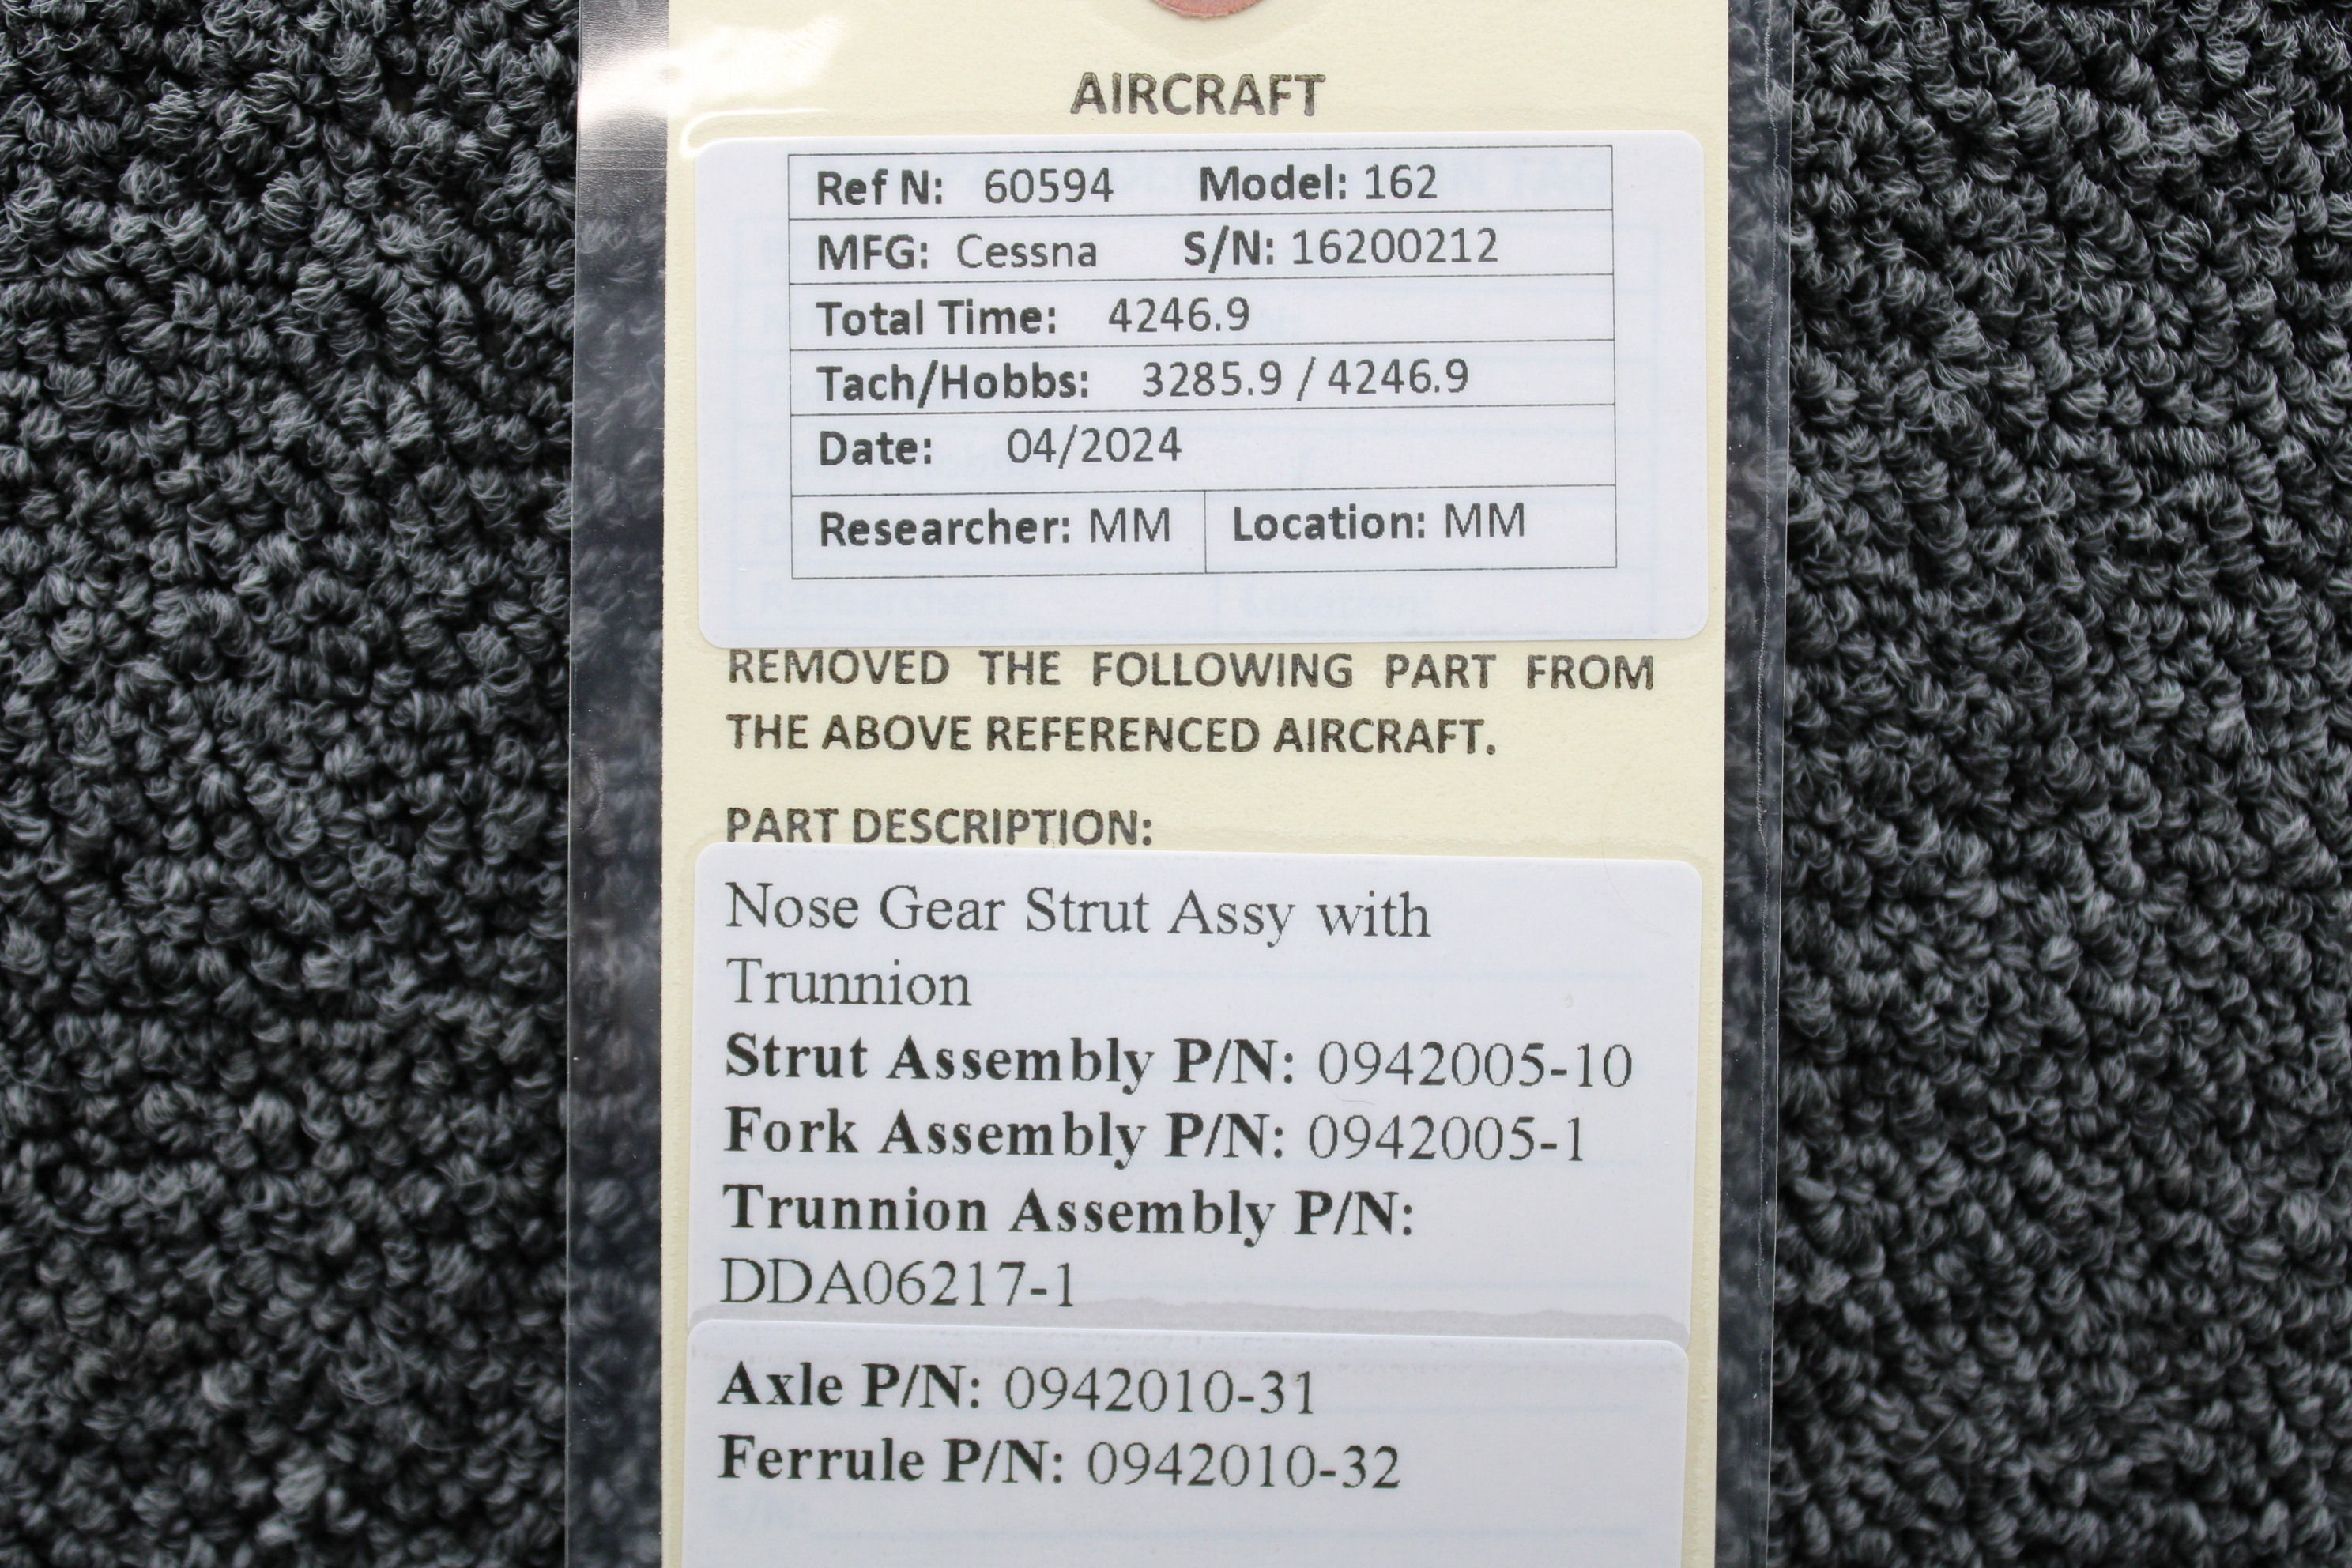 AIRCRAFT
Ref N: 60594 Model: 162
MFG: Cessna S/N: 16200212
Total Time: 4246.9
Tach/Hobbs: 3285.9 / 4246.9
Date: 04/2024
Researcher: MM Location: MM
REMOVED THE FOLLOWING PART FROM
THE ABOVE REFERENCED AIRCRAFT.
PART DESCRIPTION:
Nose Gear Strut Assy with
Trunnion
Strut Assembly P/N: 0942005-10
Fork Assembly P/N: 0942005-1
Trunnion Assembly P/N:
DDA06217-1
Axle P/N: 0942010-31
Ferrule P/N: 0942010-32
S/N: